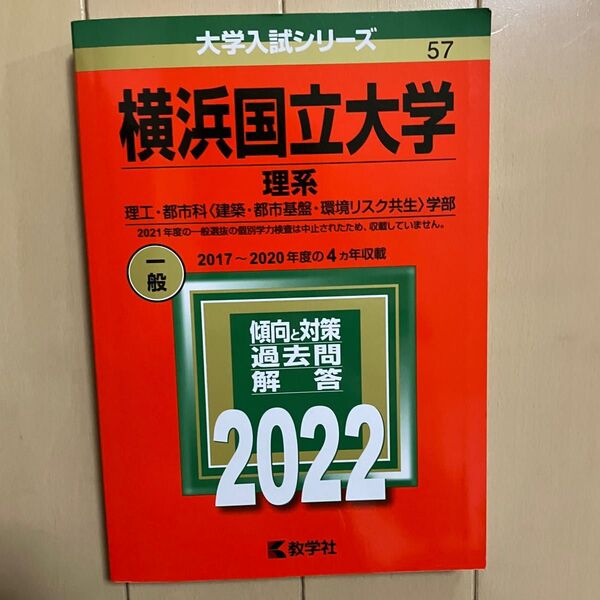 大学入試シリーズ
57
横浜国立大学
理系
理工・都市科〈建築・都市基盤・環境リスク共生〉学部
2021年度の一般選抜の個別学力検査は中止されたため、収載していません。
一般
2017～2020年度の4ヵ年収載
傾向と対策
過去問
解答
2022
教学社